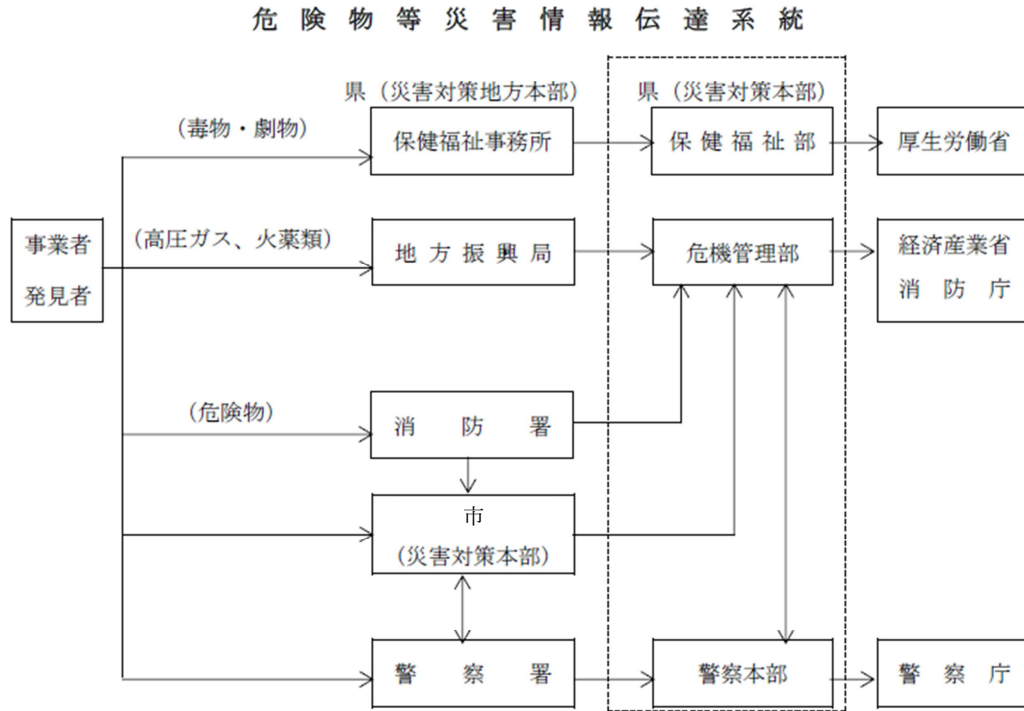 危険物等災害情報伝達系統
県（災害対策地方本部）
県（災害対策本部）
（毒物・劇物）
保健福祉事務所
保健福祉部
厚生労働省
事業者
発見者
（高圧ガス、火薬類）
地方振興局
危機管理部
経済産業省
消防庁
（危険物）
消防署
市
（災害対策本部）
警察署
警察本部
警察庁